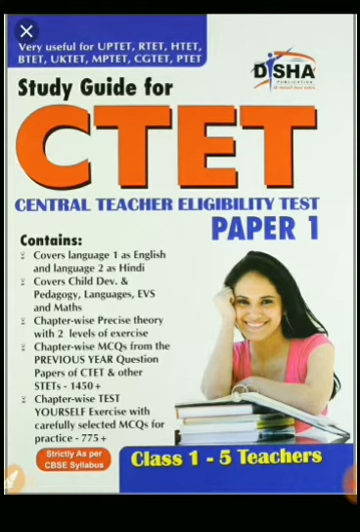 Very useful for UPTET, RTET, HTET,
BTET, UKTET, MPTET, CGTET, PTET
DISHA
PUBLICATION
Study Guide for
CTET
CENTRAL TEACHER ELIGIBILITY TEST
PAPER 1
Contains:
Covers language 1 as English
and language 2 as Hindi
Covers Child Dev. &
Pedagogy, Languages, EVS
and Maths
Chapter-wise Precise theory
with 2 levels of exercise
Chapter-wise MCQs from the
PREVIOUS YEAR Question
Papers of CTET & other
STETs - 1450 +
Chapter-wise TEST
YOURSELF Exercise with
carefully selected MCQs for
practice - 775 +
Strictly As per
CBSE Syllabus
Class 1 - 5 Teachers